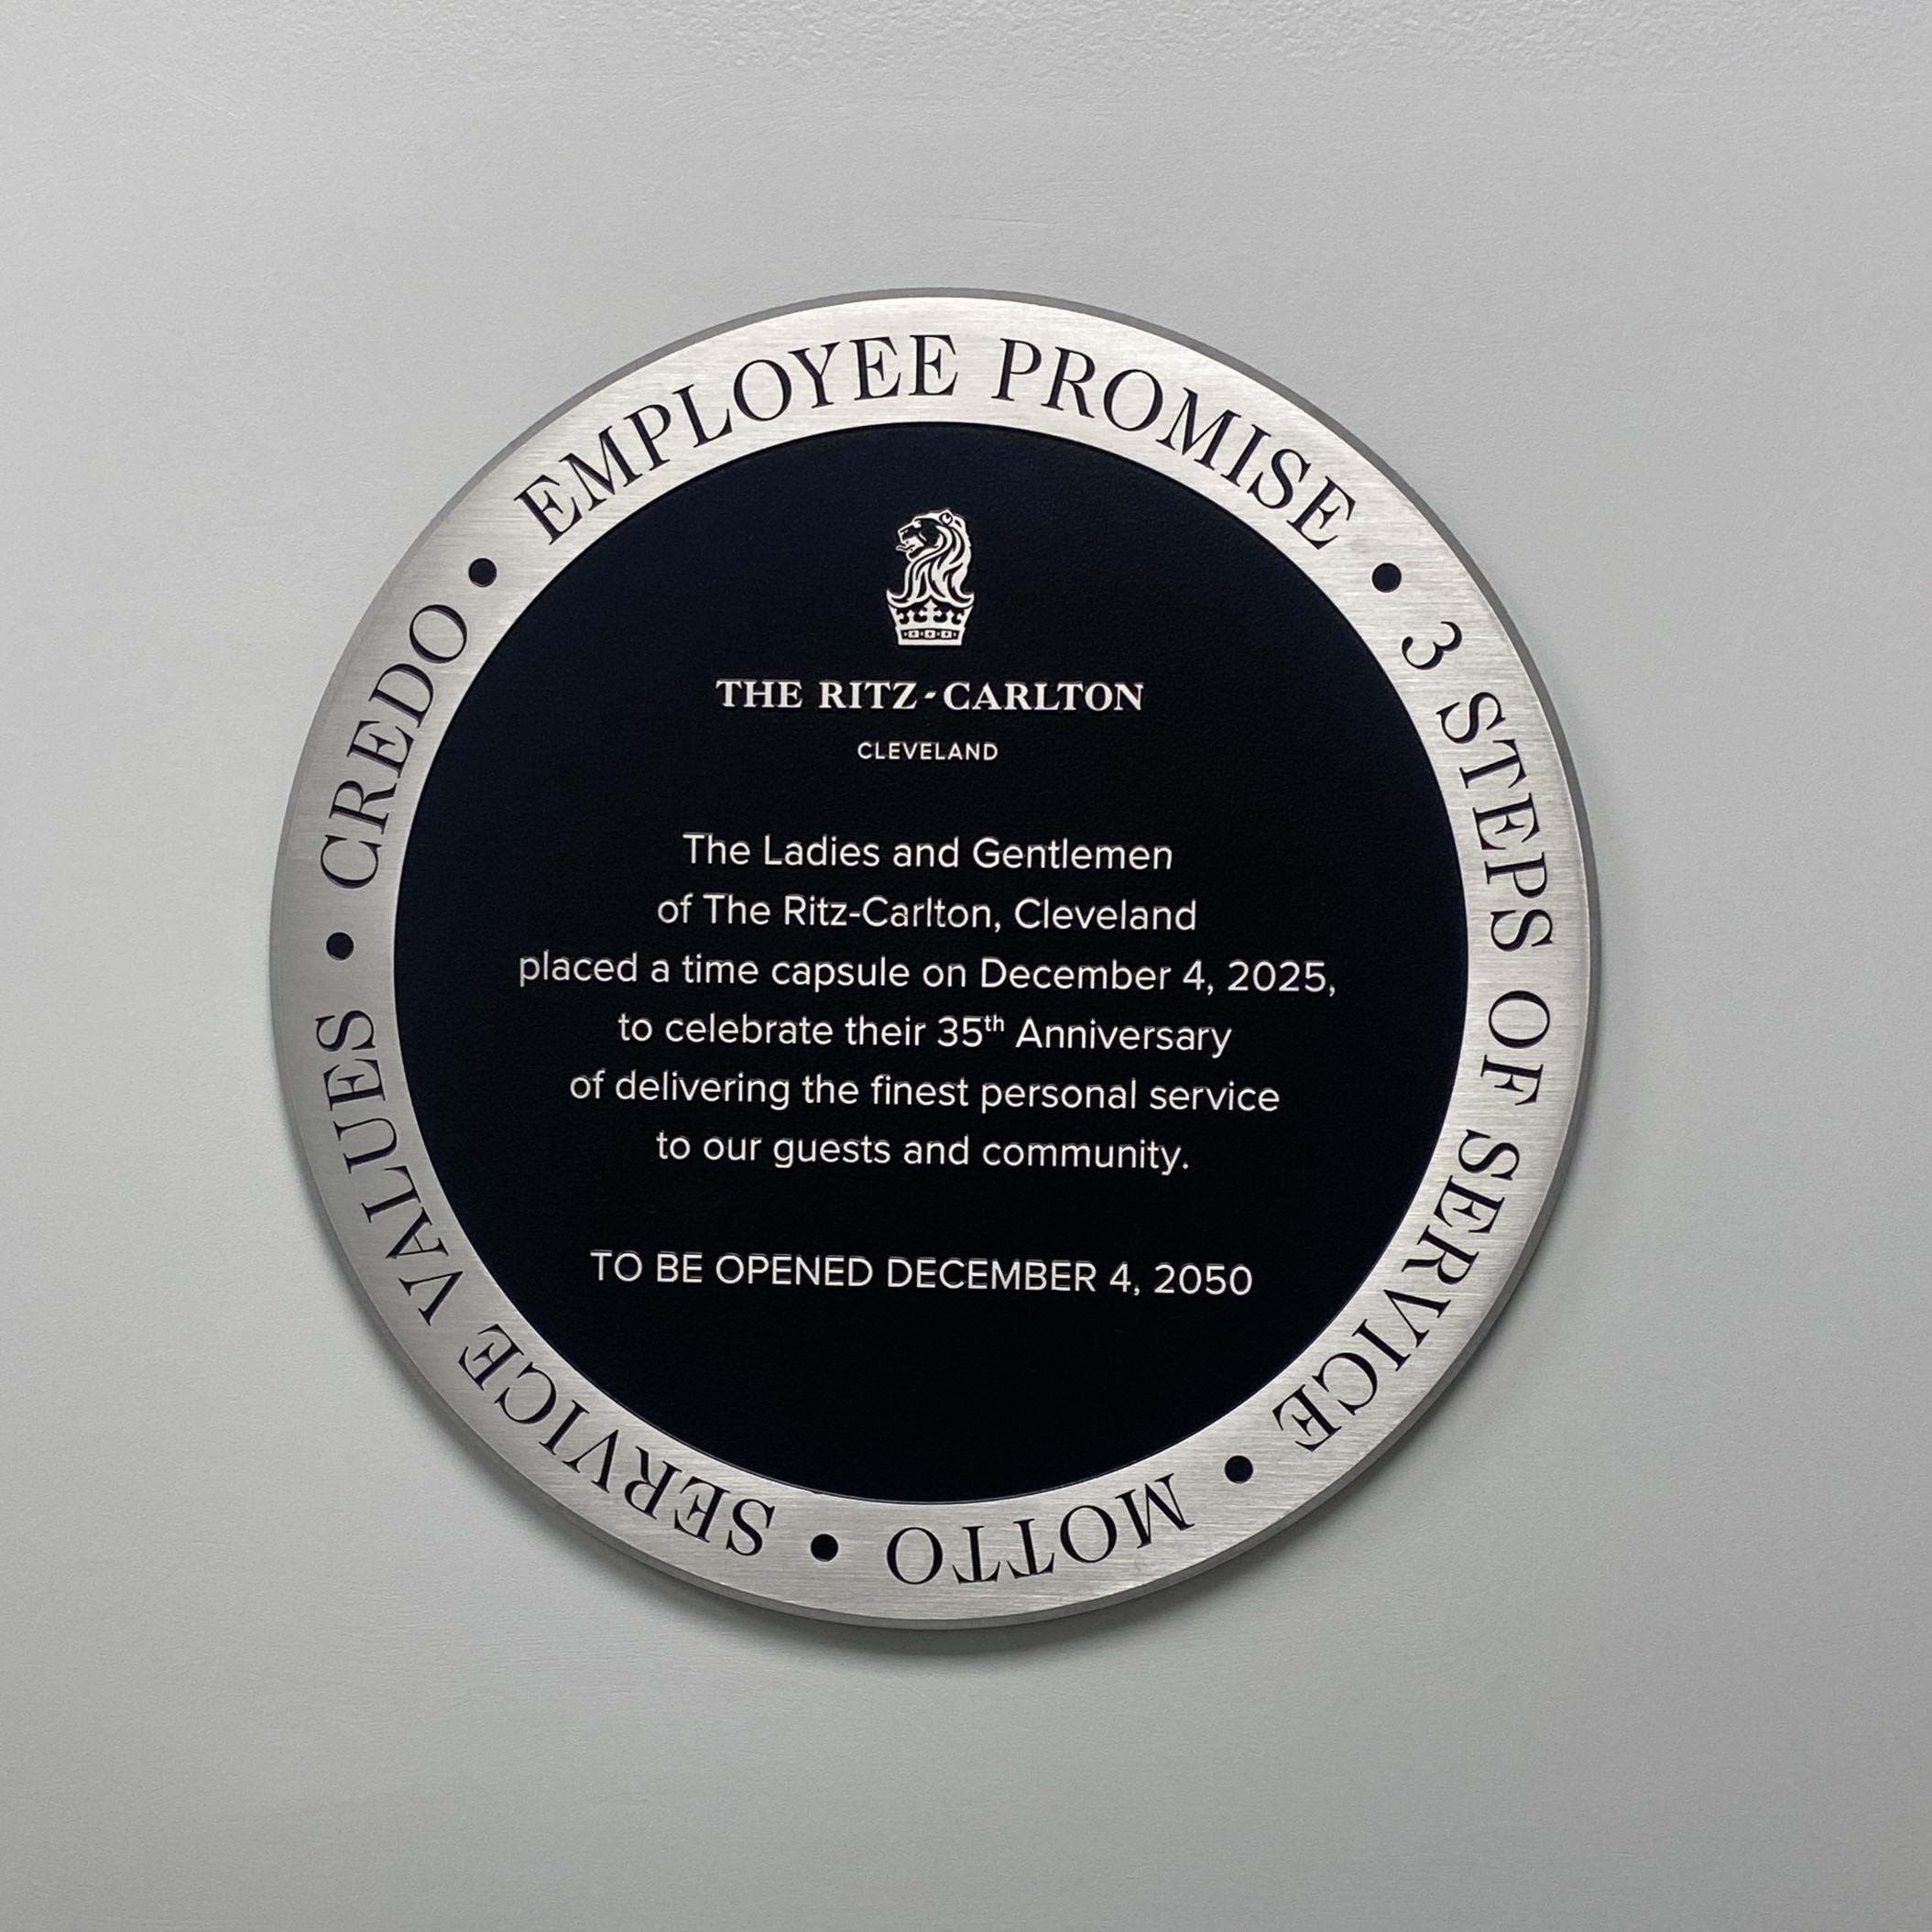 EMPLOYEE PROMISE • 3 STEPS OF SERVICE • MOTTO • SERVICE VALUES • CREDO •
THE RITZ-CARLTON
CLEVELAND
The Ladies and Gentlemen
of The Ritz-Carlton, Cleveland
placed a time capsule on December 4, 2025,
to celebrate their 35th Anniversary
of delivering the finest personal service
to our guests and community.
TO BE OPENED DECEMBER 4, 2050